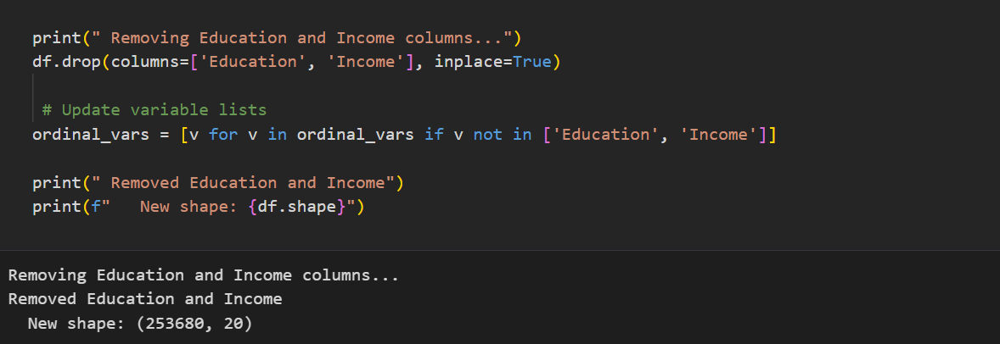 print(" Removing Education and Income columns...")
df.drop(columns=['Education', 'Income'], inplace=True)
# Update variable lists
ordinal_vars = [v for v in ordinal_vars if v not in ['Education', 'Income']]
print(" Removed Education and Income")
print(f"   New shape: {df.shape}")
Removing Education and Income columns...
Removed Education and Income
  New shape: (253680, 20)